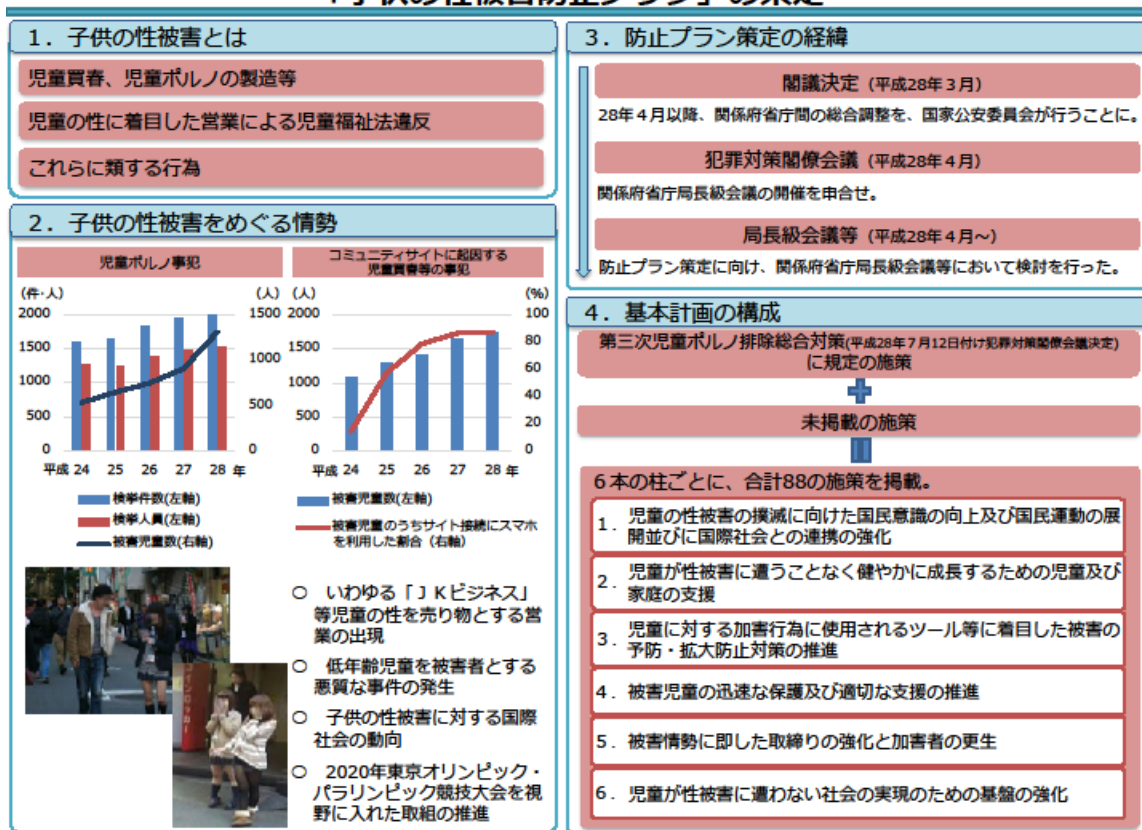 「子供の性被害防止プラン」の策定
1．子供の性被害とは
児童買春、児童ポルノの製造等
児童の性に着目した営業による児童福祉法違反
これらに類する行為
2．子供の性被害をめぐる情勢
児童ポルノ事犯
(件･人)
(人)
2000
1500
1000
500
0
1500
1000
500
0
平成 24 25 26 27 28 年
検挙件数(左軸)
検挙人員(左軸)
被害児童数(右軸)
コミュニティサイトに起因する
児童買春等の事犯
(人)
(%)
2000
1500
1000
500
0
100
80
60
40
20
0
平成 24 25 26 27 28 年
被害児童数(左軸)
被害児童のうちサイト接続にスマホ
を利用した割合（右軸）
○ いわゆる「ＪＫビジネス」
等児童の性を売り物とする営
業の出現
○ 低年齢児童を被害者とする
悪質な事件の発生
○ 子供の性被害に対する国際
社会の動向
○ 2020年東京オリンピック・
パラリンピック競技大会を視
野に入れた取組の推進
3．防止プラン策定の経緯
閣議決定（平成28年３月）
28年４月以降、関係府省庁間の総合調整を、国家公安委員会が行うことに。
犯罪対策閣僚会議（平成28年４月）
関係府省庁局長級会議の開催を申合せ。
局長級会議等（平成28年４月～）
防止プラン策定に向け、関係府省庁局長級会議等において検討を行った。
4．基本計画の構成
第三次児童ポルノ排除総合対策(平成28年７月12日付け犯罪対策閣僚会議決定)
に規定の施策
未掲載の施策
６本の柱ごとに、合計88の施策を掲載。
1．児童の性被害の撲滅に向けた国民意識の向上及び国民運動の展
開並びに国際社会との連携の強化
2．児童が性被害に遭うことなく健やかに成長するための児童及び
家庭の支援
3．児童に対する加害行為に使用されるツール等に着目した被害の
予防・拡大防止対策の推進
4．被害児童の迅速な保護及び適切な支援の推進
5．被害情勢に即した取締りの強化と加害者の更生
6．児童が性被害に遭わない社会の実現のための基盤の強化